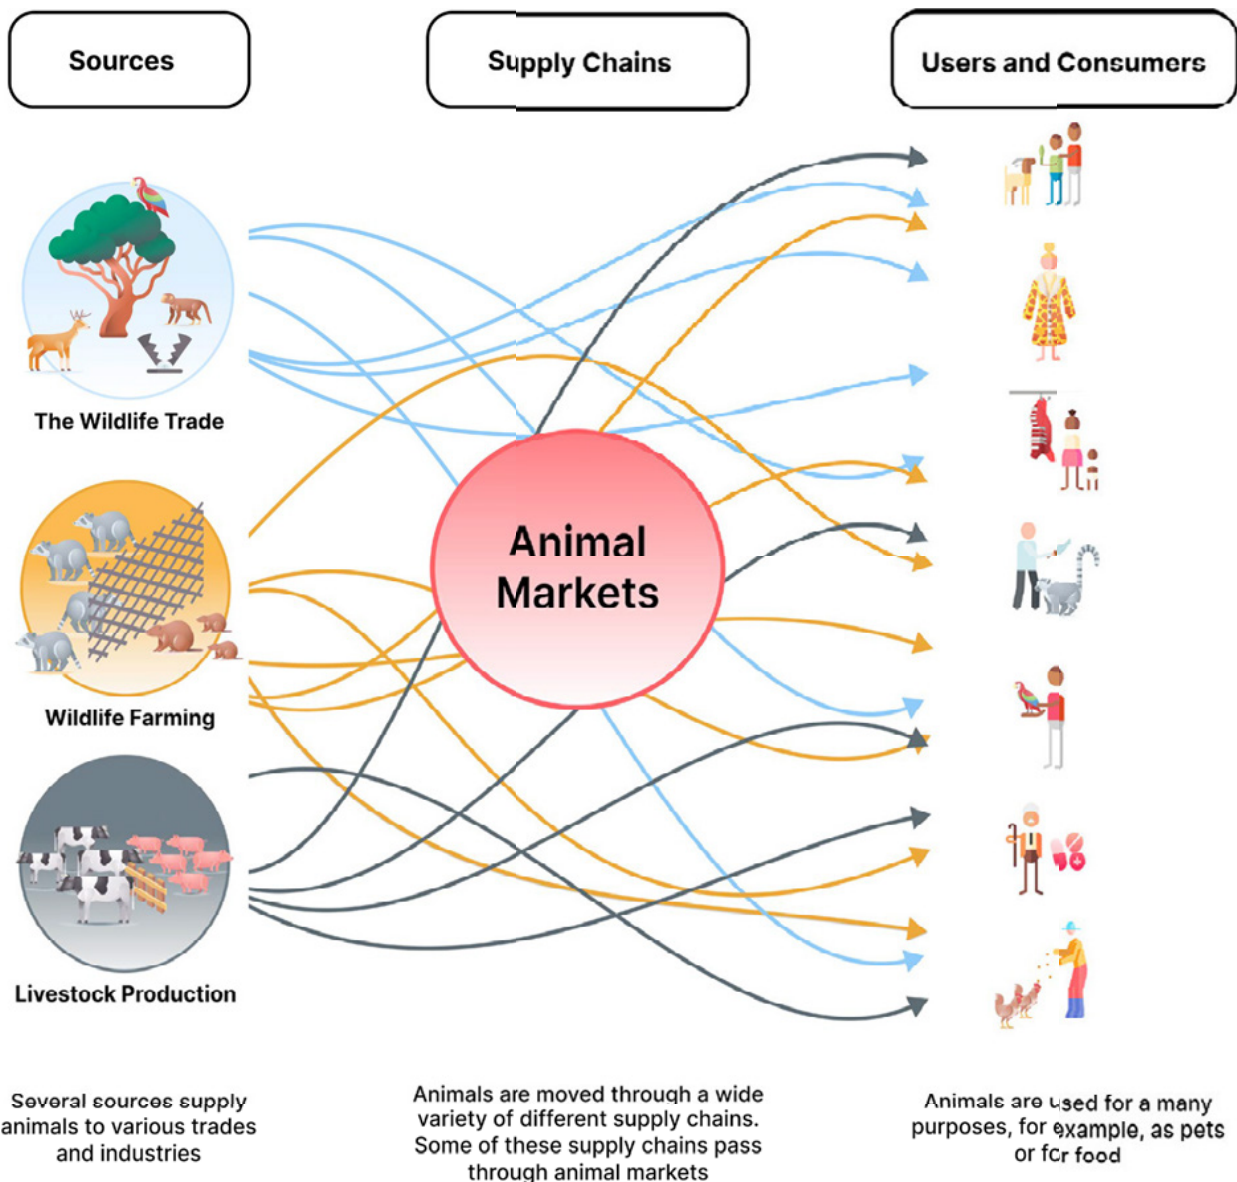 Sources
Supply Chains
Users and Consumers
The Wildlife Trade
Animal
Markets
Wildlife Farming
Livestock Production
Several sources supply
animals to various trades
and industries
Animals are moved through a wide
variety of different supply chains.
Some of these supply chains pass
through animal markets
Animals are used for a many
purposes, for example, as pets
or for food